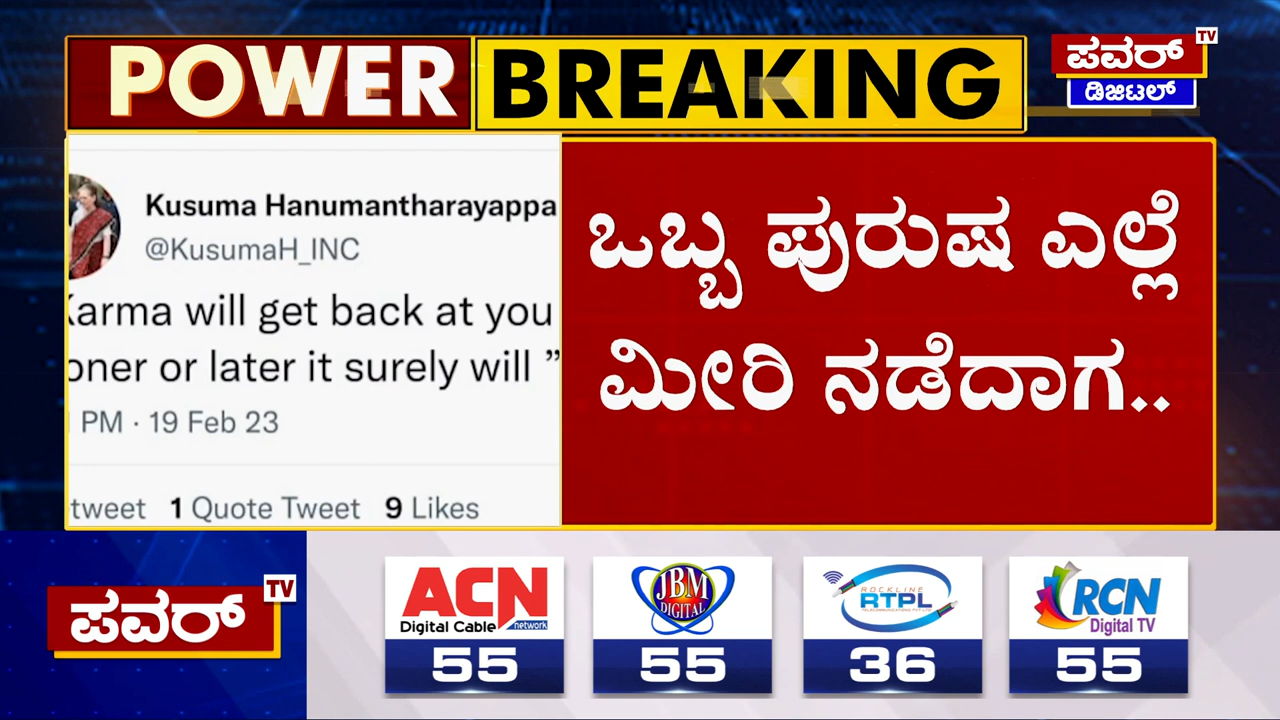 POWER BREAKING
ಪವರ್ TV
ಡಿಜಿಟಲ್
Kusuma Hanumantharayappa
@KusumaH_INC
Karma will get back at you
oner or later it surely will ”
PM · 19 Feb 23
tweet 1 Quote Tweet 9 Likes
ಒಬ್ಬ ಪುರುಷ ಎಲ್ಲೆ
ಮೀರಿ ನಡೆದಾಗ..
ಪವರ್ TV
ACN
Digital Cable network
55
JBM
DIGITAL
55
ROCKLINE
RTPL
36
RCN
Digital TV
55